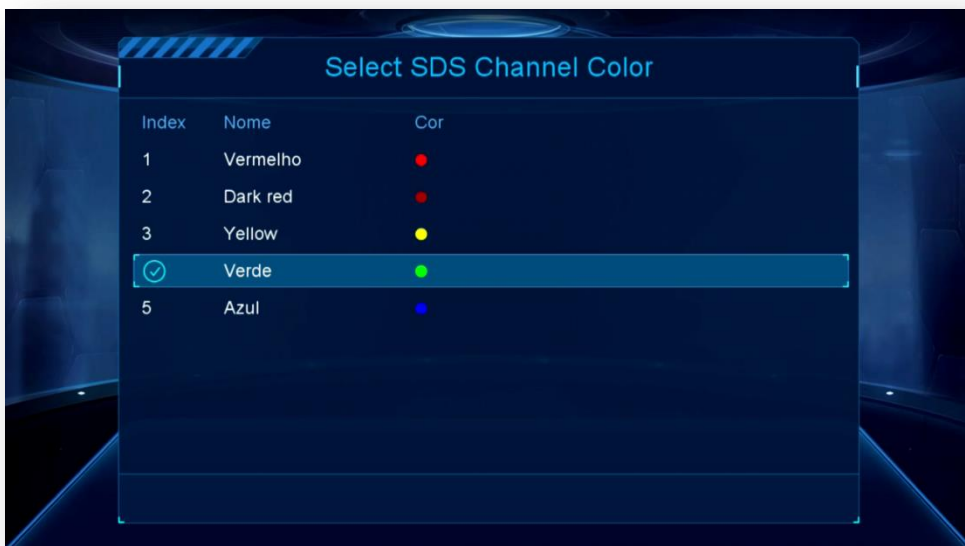 Select SDS Channel Color
Index Nome Cor
1 Vermelho
2 Dark red
3 Yellow
Verde
5 Azul